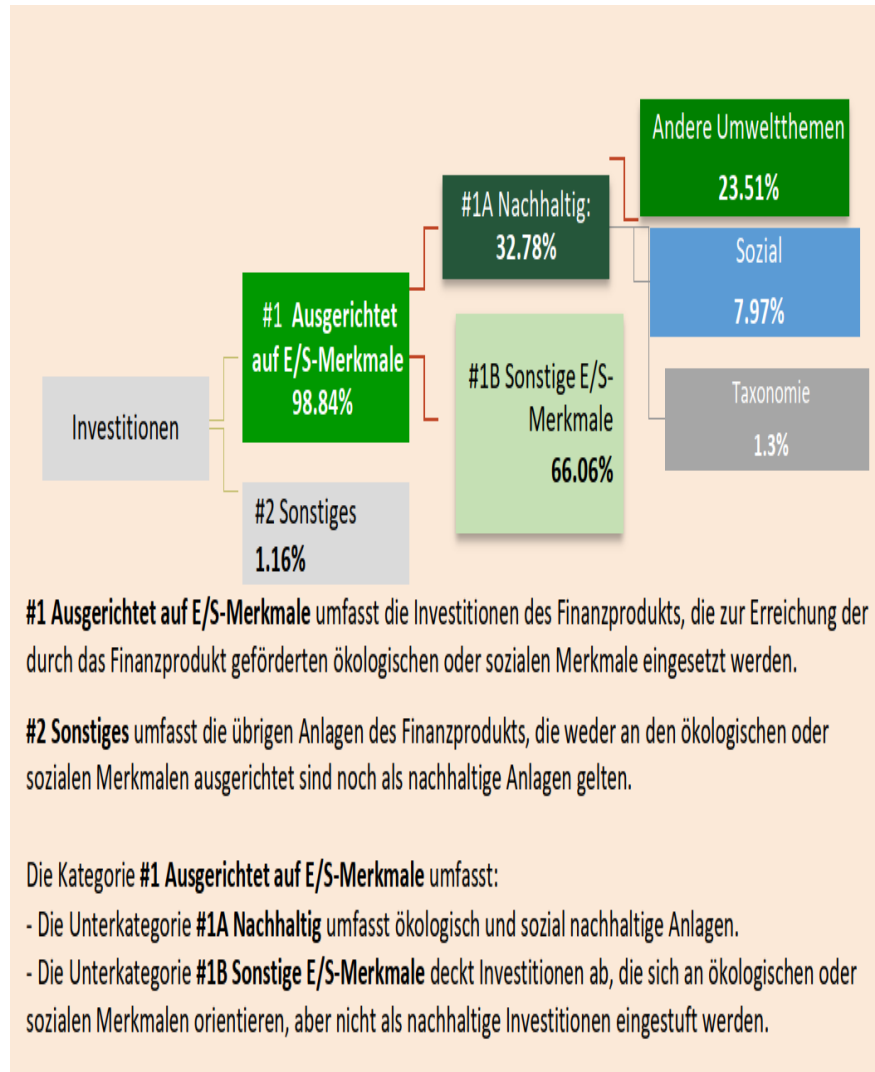 Investitionen
#1 Ausgerichtet
auf E/S-Merkmale
98.84%
#2 Sonstiges
1.16%
#1A Nachhaltig:
32.78%
#1B Sonstige E/S-
Merkmale
66.06%
Andere Umweltthemen
23.51%
Sozial
7.97%
Taxonomie
1.3%
#1 Ausgerichtet auf E/S-Merkmale umfasst die Investitionen des Finanzprodukts, die zur Erreichung der
durch das Finanzprodukt geförderten ökologischen oder sozialen Merkmale eingesetzt werden.
#2 Sonstiges umfasst die übrigen Anlagen des Finanzprodukts, die weder an den ökologischen oder
sozialen Merkmalen ausgerichtet sind noch als nachhaltige Anlagen gelten.
Die Kategorie #1 Ausgerichtet auf E/S-Merkmale umfasst:
- Die Unterkategorie #1A Nachhaltig umfasst ökologisch und sozial nachhaltige Anlagen.
- Die Unterkategorie #1B Sonstige E/S-Merkmale deckt Investitionen ab, die sich an ökologischen oder
sozialen Merkmalen orientieren, aber nicht als nachhaltige Investitionen eingestuft werden.